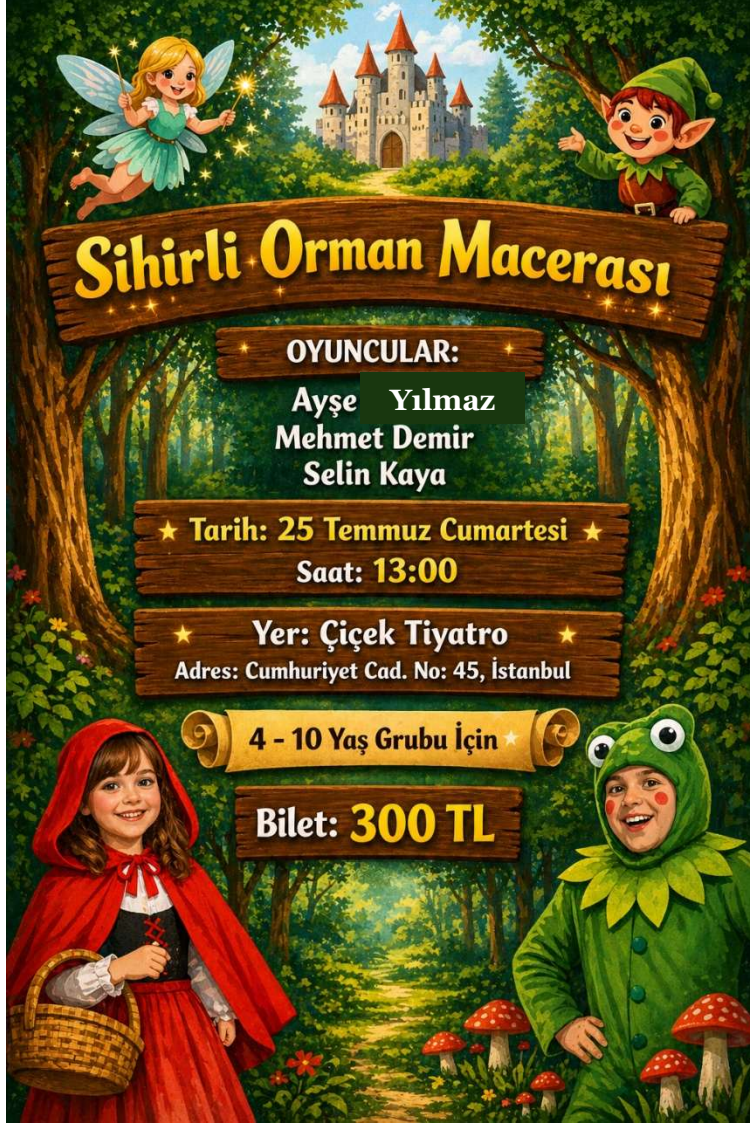 Sihirli Orman Macerası
OYUNCULAR:
Ayşe Yılmaz
Mehmet Demir
Selin Kaya
Tarih: 25 Temmuz Cumartesi
Saat: 13:00
Yer: Çiçek Tiyatro
Adres: Cumhuriyet Cad. No: 45, İstanbul
4 - 10 Yaş Grubu İçin
Bilet: 300 TL